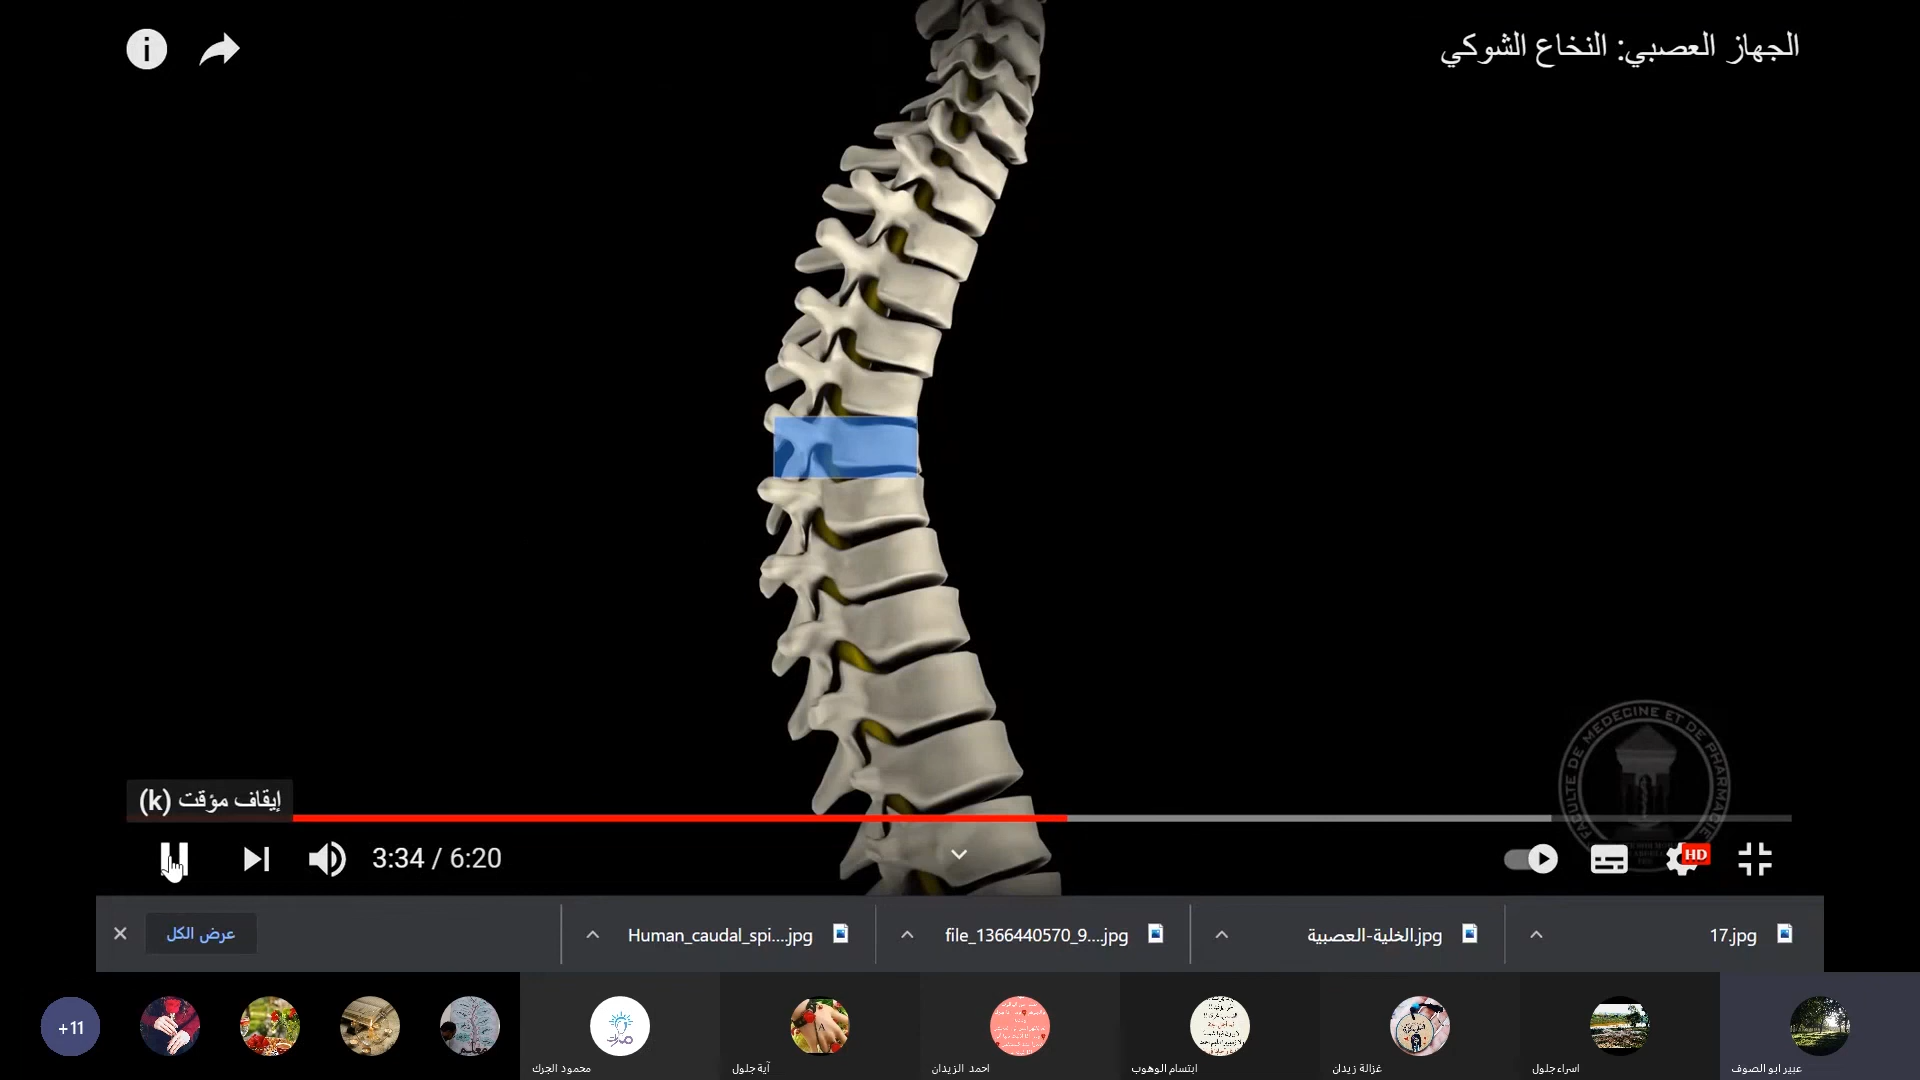 الجهاز العصبي: النخاع الشوكي
FACULTE DE MEDECINE ET DE PHARMACIE
إيقاف مؤقت (k)
3:34 / 6:20
HD
عرض الكل
Human_caudal_spi....jpg
file_1366440570_9....jpg
الخلية-العصبية.jpg
17.jpg
+11
محمود الجرك
آية جلول
احمد الزيدان
ابتسام الوهوب
غزالة زيدان
اسراء جلول
عبير ابو الصوف